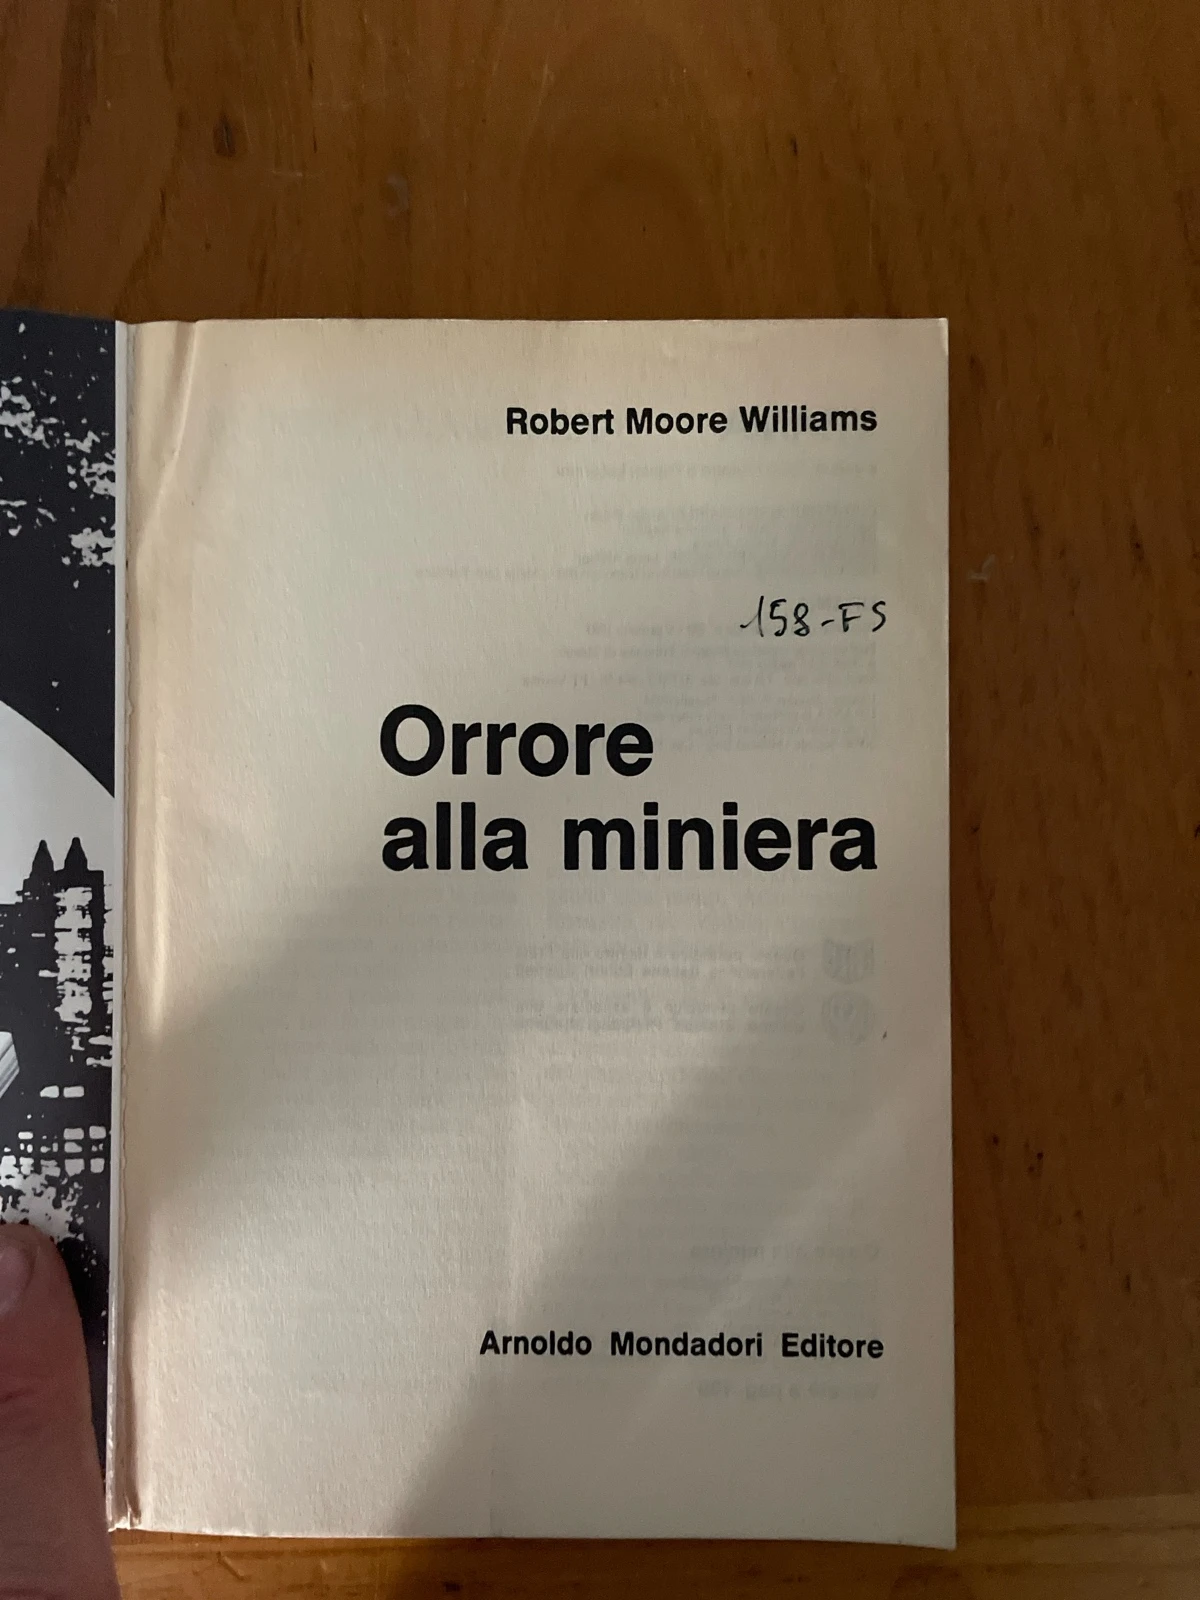 Robert Moore Williams
158-FS
Orrore
alla miniera
Arnoldo Mondadori Editore